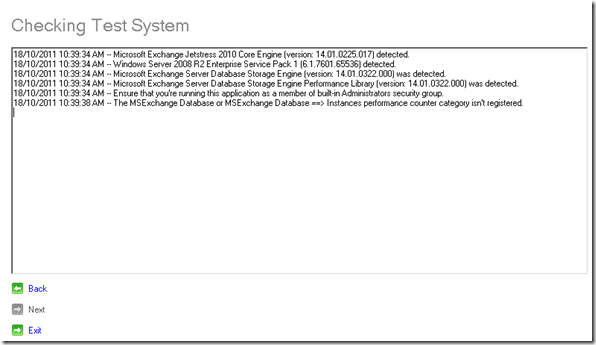 Checking Test System
18/10/2011 10:39:34 AM -- Microsoft Exchange Jetstress 2010 Core Engine (version: 14.01.0225.017) detected.
18/10/2011 10:39:34 AM -- Windows Server 2008 R2 Enterprise Service Pack 1 (6.1.7601.65536) detected.
18/10/2011 10:39:34 AM -- Microsoft Exchange Server Database Storage Engine (version: 14.01.0322.000) was detected.
18/10/2011 10:39:34 AM -- Microsoft Exchange Server Database Storage Engine Performance Library (version: 14.01.0322.000) was detected.
18/10/2011 10:39:34 AM -- Ensure that you're running this application as a member of built-in Administrators security group.
18/10/2011 10:39:38 AM -- The MSExchange Database or MSExchange Database ==> Instances performance counter category isn't registered.
Back
Next
Exit